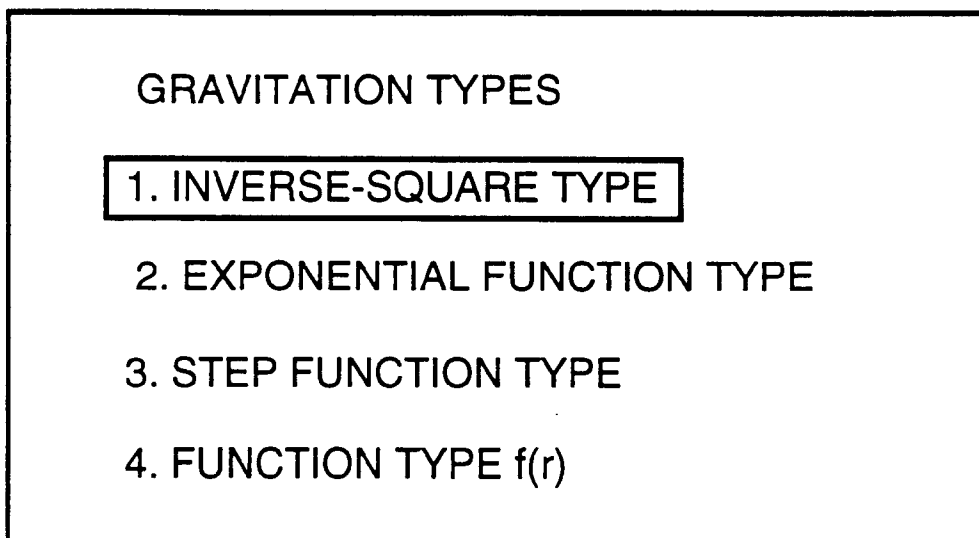 GRAVITATION TYPES
1. INVERSE-SQUARE TYPE
2. EXPONENTIAL FUNCTION TYPE
3. STEP FUNCTION TYPE
4. FUNCTION TYPE f(r)